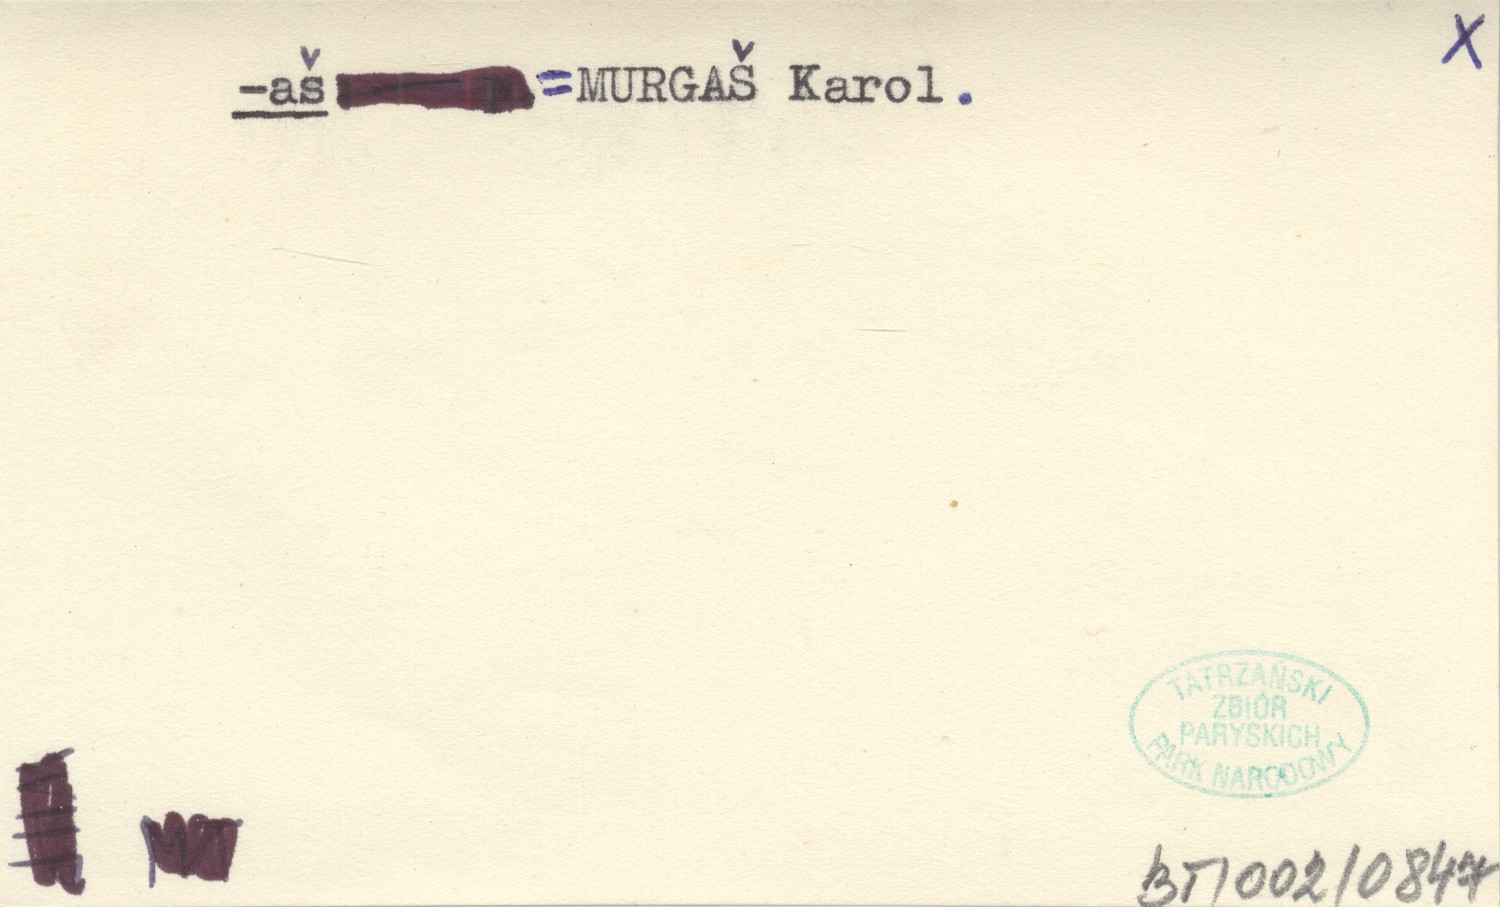 X
-aš =MURGAŠ Karol.
TATRZAŃSKI
ZBIÓR
PARYSKICH
PARK NARODOWY
BT/002/0847